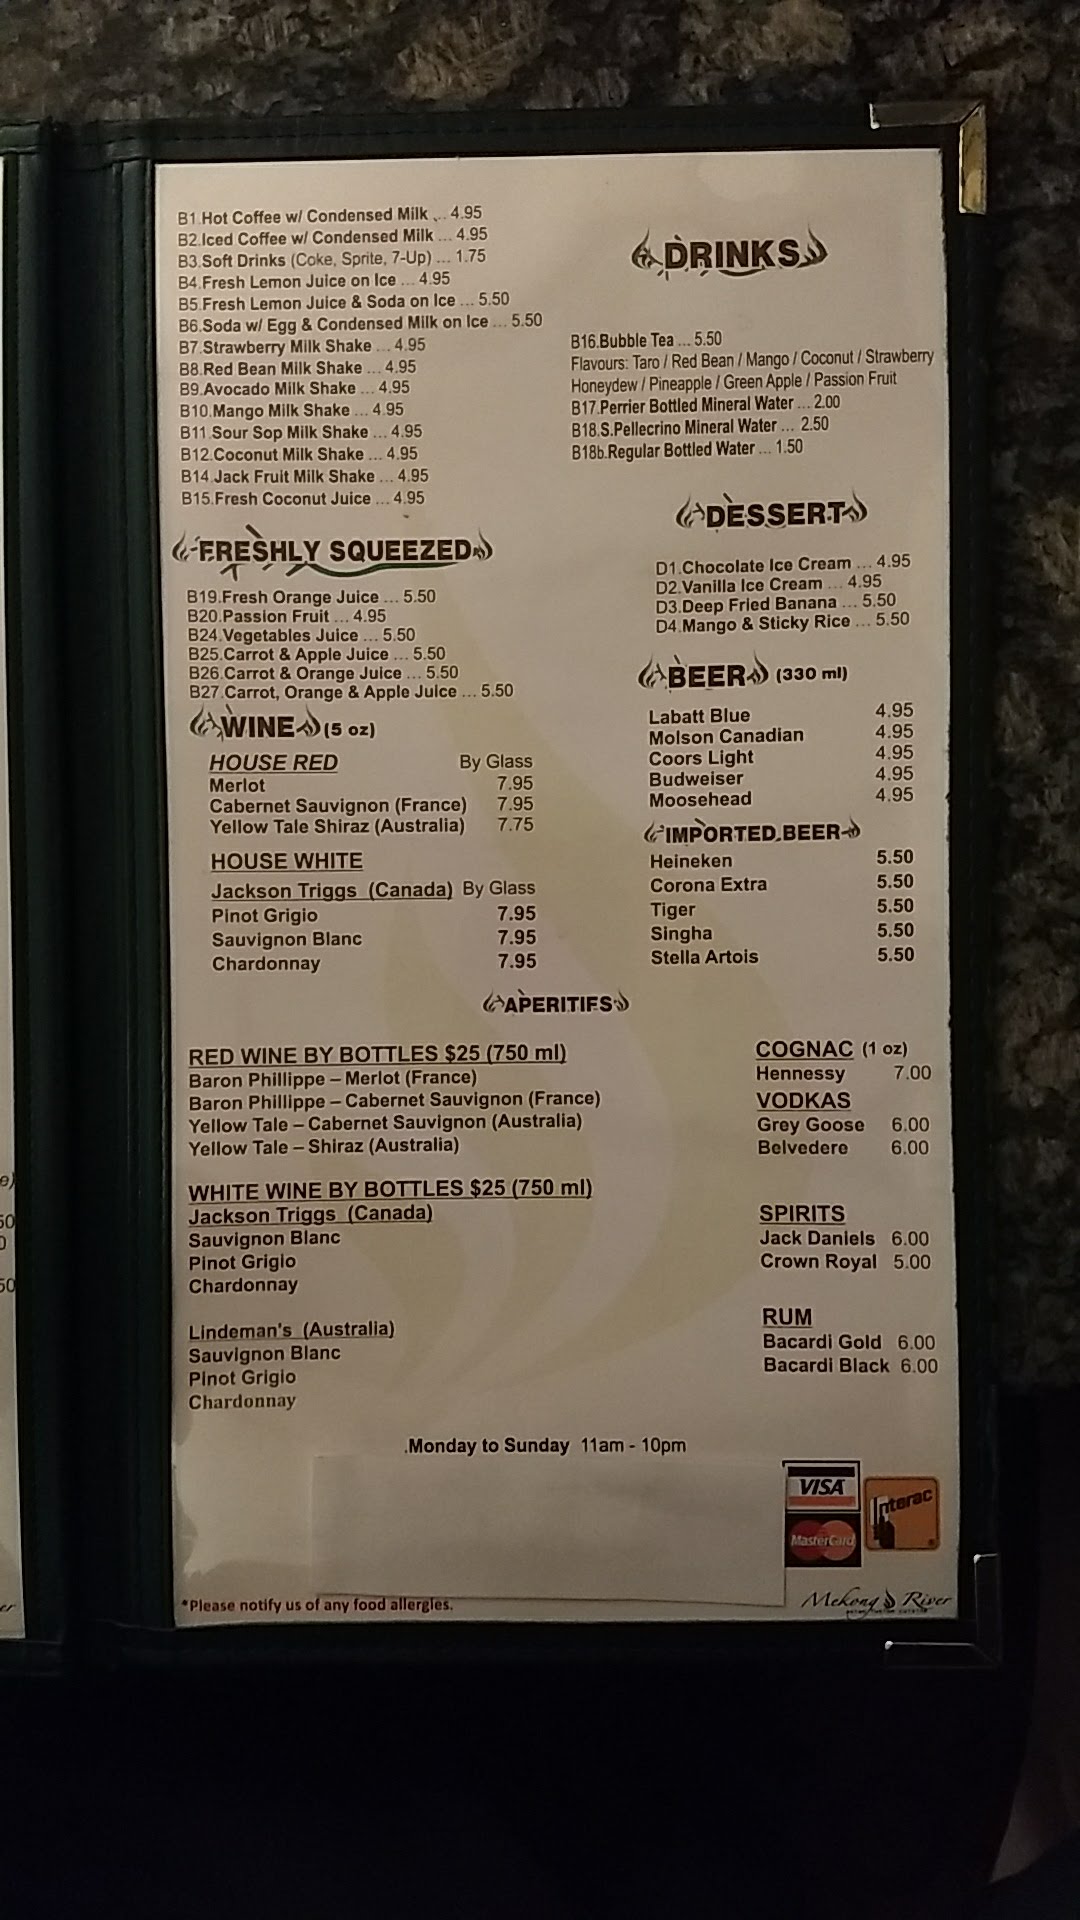 B1.Hot Coffee w/ Condensed Milk ... 4.95
B2.Iced Coffee w/ Condensed Milk ... 4.95
B3.Soft Drinks (Coke, Sprite, 7-Up) ... 1.75
B4.Fresh Lemon Juice on Ice ... 4.95
B5.Fresh Lemon Juice & Soda on Ice ... 5.50
B6.Soda w/ Egg & Condensed Milk on Ice ... 5.50
B7.Strawberry Milk Shake ... 4.95
B8.Red Bean Milk Shake ... 4.95
B9.Avocado Milk Shake ... 4.95
B10.Mango Milk Shake ... 4.95
B11.Sour Sop Milk Shake ... 4.95
B12.Coconut Milk Shake ... 4.95
B14.Jack Fruit Milk Shake ... 4.95
B15.Fresh Coconut Juice ... 4.95
FRESHLY SQUEEZED
B19.Fresh Orange Juice ... 5.50
B20.Passion Fruit ... 4.95
B24.Vegetables Juice ... 5.50
B25.Carrot & Apple Juice ... 5.50
B26.Carrot & Orange Juice ... 5.50
B27.Carrot, Orange & Apple Juice ... 5.50
WINE (5 oz)
HOUSE RED By Glass
Merlot 7.95
Cabernet Sauvignon (France) 7.95
Yellow Tale Shiraz (Australia) 7.75
HOUSE WHITE
Jackson Triggs (Canada) By Glass
Pinot Grigio 7.95
Sauvignon Blanc 7.95
Chardonnay 7.95
DRINKS
B16.Bubble Tea ... 5.50
Flavours: Taro / Red Bean / Mango / Coconut / Strawberry
Honeydew / Pineapple / Green Apple / Passion Fruit
B17.Perrier Bottled Mineral Water ... 2.00
B18.S.Pellecrino Mineral Water ... 2.50
B18b.Regular Bottled Water ... 1.50
DESSERT
D1.Chocolate Ice Cream ... 4.95
D2.Vanilla Ice Cream ... 4.95
D3.Deep Fried Banana ... 5.50
D4.Mango & Sticky Rice ... 5.50
BEER (330 ml)
Labatt Blue 4.95
Molson Canadian 4.95
Coors Light 4.95
Budweiser 4.95
Moosehead 4.95
IMPORTED BEER
Heineken 5.50
Corona Extra 5.50
Tiger 5.50
Singha 5.50
Stella Artois 5.50
APERITIFS
RED WINE BY BOTTLES $25 (750 ml)
Baron Phillippe – Merlot (France)
Baron Phillippe – Cabernet Sauvignon (France)
Yellow Tale – Cabernet Sauvignon (Australia)
Yellow Tale – Shiraz (Australia)
WHITE WINE BY BOTTLES $25 (750 ml)
Jackson Triggs (Canada)
Sauvignon Blanc
Pinot Grigio
Chardonnay
Lindeman's (Australia)
Sauvignon Blanc
Pinot Grigio
Chardonnay
COGNAC (1 oz)
Hennessy 7.00
VODKAS
Grey Goose 6.00
Belvedere 6.00
SPIRITS
Jack Daniels 6.00
Crown Royal 5.00
RUM
Bacardi Gold 6.00
Bacardi Black 6.00
.Monday to Sunday 11am - 10pm
VISA
Interac
MasterCard
*Please notify us of any food allergles.
Mekong River